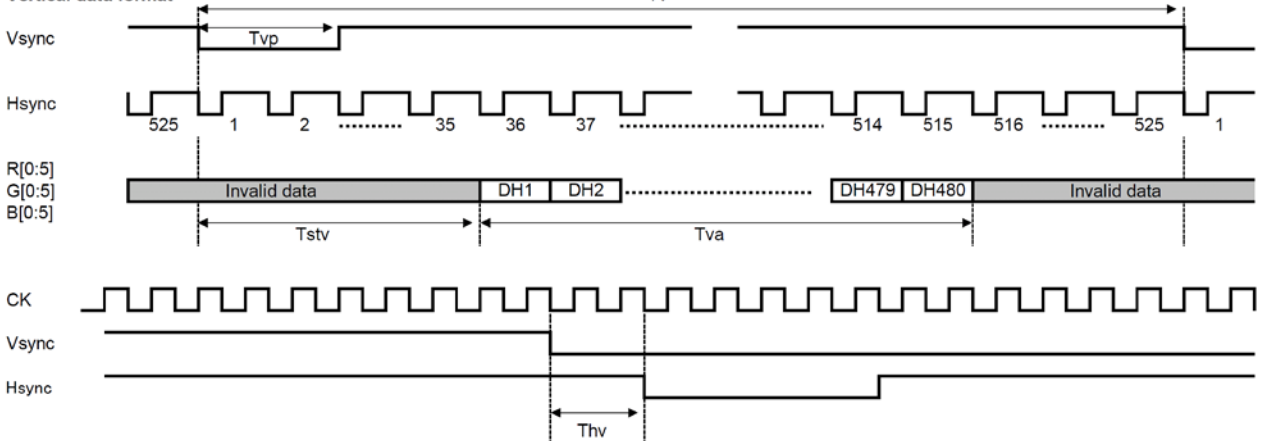 Vertical data format
Vsync
Tvp
Hsync
525 1 2 ......... 35 36 37 ............................. 514 515 516 ......... 525 1
R[0:5]
G[0:5]
B[0:5]
Invalid data DH1 DH2 ........................... DH479 DH480 Invalid data
Tstv Tva
CK
Vsync
Hsync
Thv